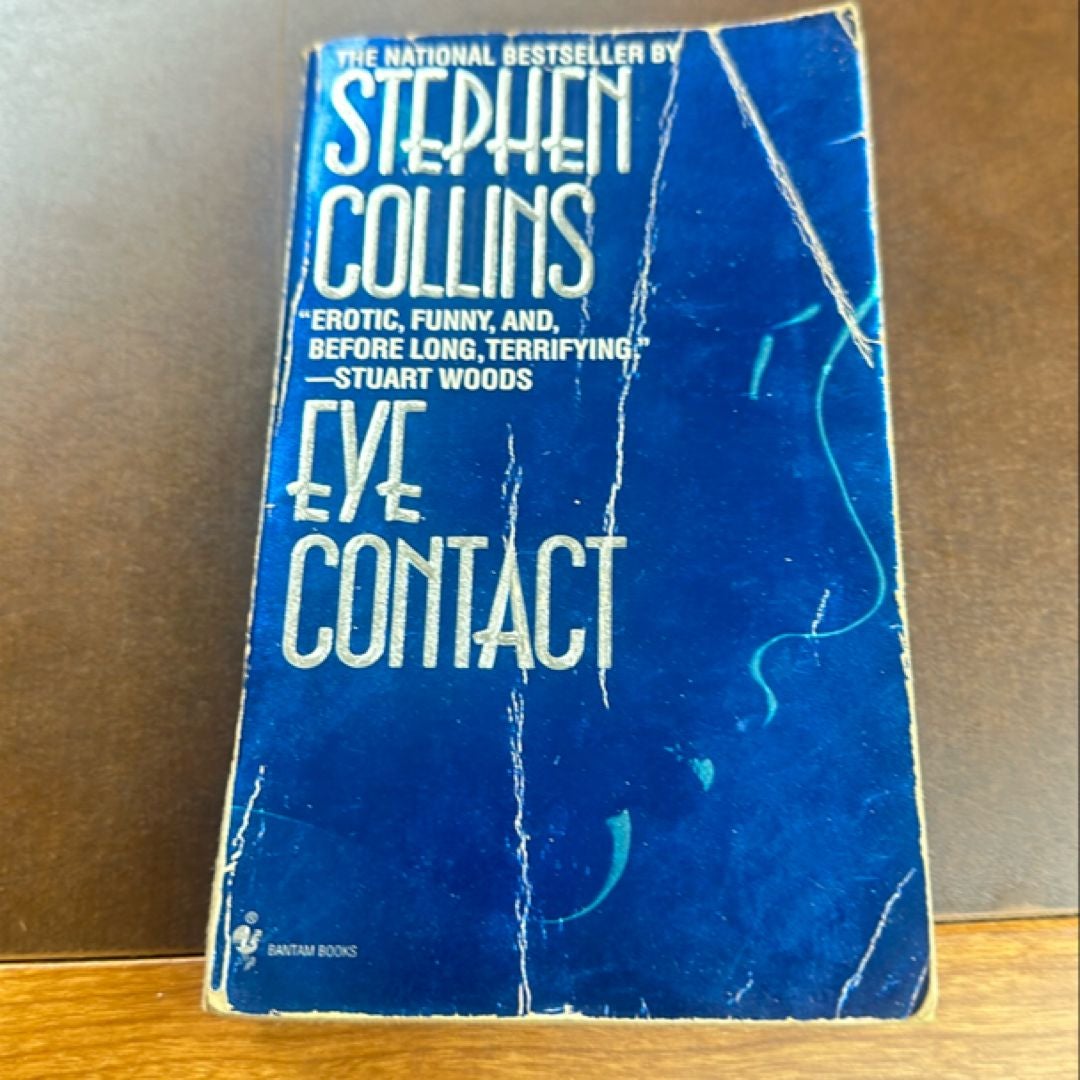 THE NATIONAL BESTSELLER BY
STEPHEN
COLLINS
“EROTIC, FUNNY, AND,
BEFORE LONG, TERRIFYING.”
—STUART WOODS
EYE
CONTACT
®
BANTAM BOOKS